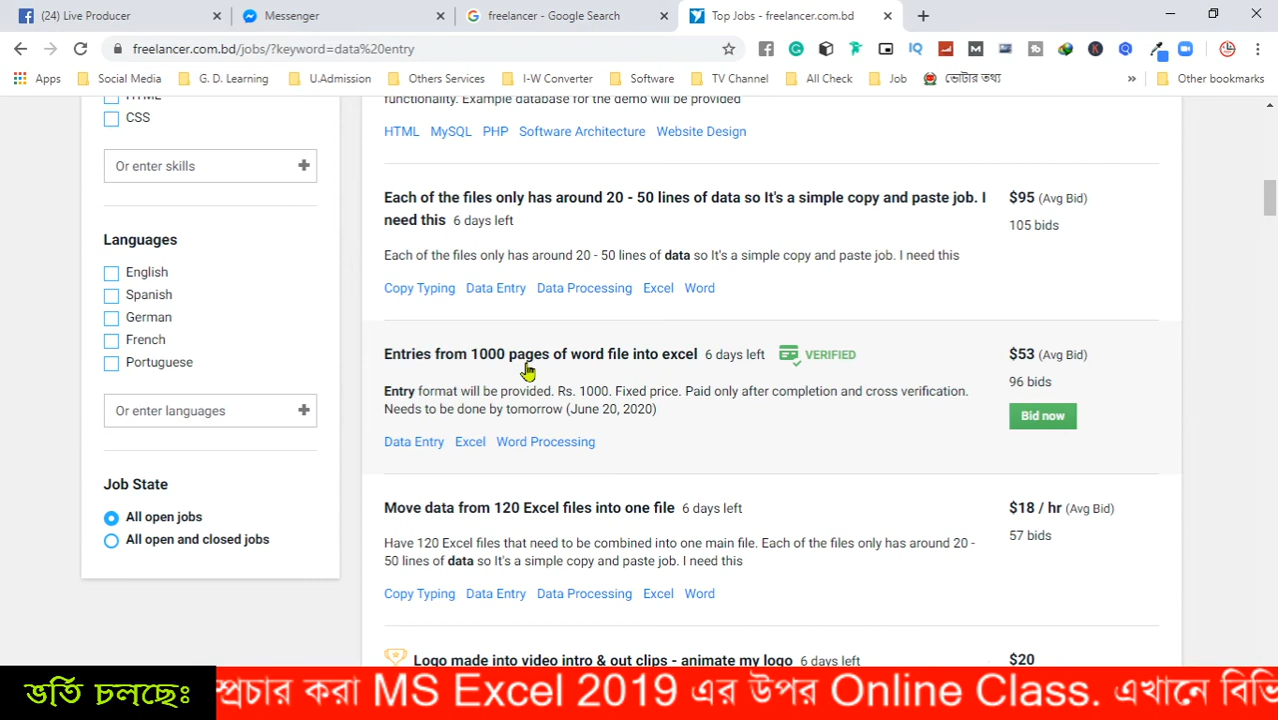 (24) Live Producer
Messenger
freelancer - Google Search
Top Jobs - freelancer.com.bd
freelancer.com.bd/jobs/?keyword=data%20entry
Apps
Social Media
G. D. Learning
U.Admission
Others Services
I-W Converter
Software
TV Channel
All Check
Job
ভোটার তথ্য
Other bookmarks
HTML
CSS
Or enter skills
Languages
English
Spanish
German
French
Portuguese
Or enter languages
Job State
All open jobs
All open and closed jobs
functionality. Example database for the demo will be provided
HTML MySQL PHP Software Architecture Website Design
Each of the files only has around 20 - 50 lines of data so It's a simple copy and paste job. I
need this 6 days left
$95 (Avg Bid)
105 bids
Each of the files only has around 20 - 50 lines of data so It's a simple copy and paste job. I need this
Copy Typing Data Entry Data Processing Excel Word
Entries from 1000 pages of word file into excel 6 days left VERIFIED
$53 (Avg Bid)
96 bids
Bid now
Entry format will be provided. Rs. 1000. Fixed price. Paid only after completion and cross verification.
Needs to be done by tomorrow (June 20, 2020)
Data Entry Excel Word Processing
Move data from 120 Excel files into one file 6 days left
$18 / hr (Avg Bid)
57 bids
Have 120 Excel files that need to be combined into one main file. Each of the files only has around 20 -
50 lines of data so It's a simple copy and paste job. I need this
Copy Typing Data Entry Data Processing Excel Word
Logo made into video intro & out clips - animate my logo 6 days left
$20
ভর্তি চলছেঃ
প্রচার করা MS Excel 2019 এর উপর Online Class. এখানে বিভি